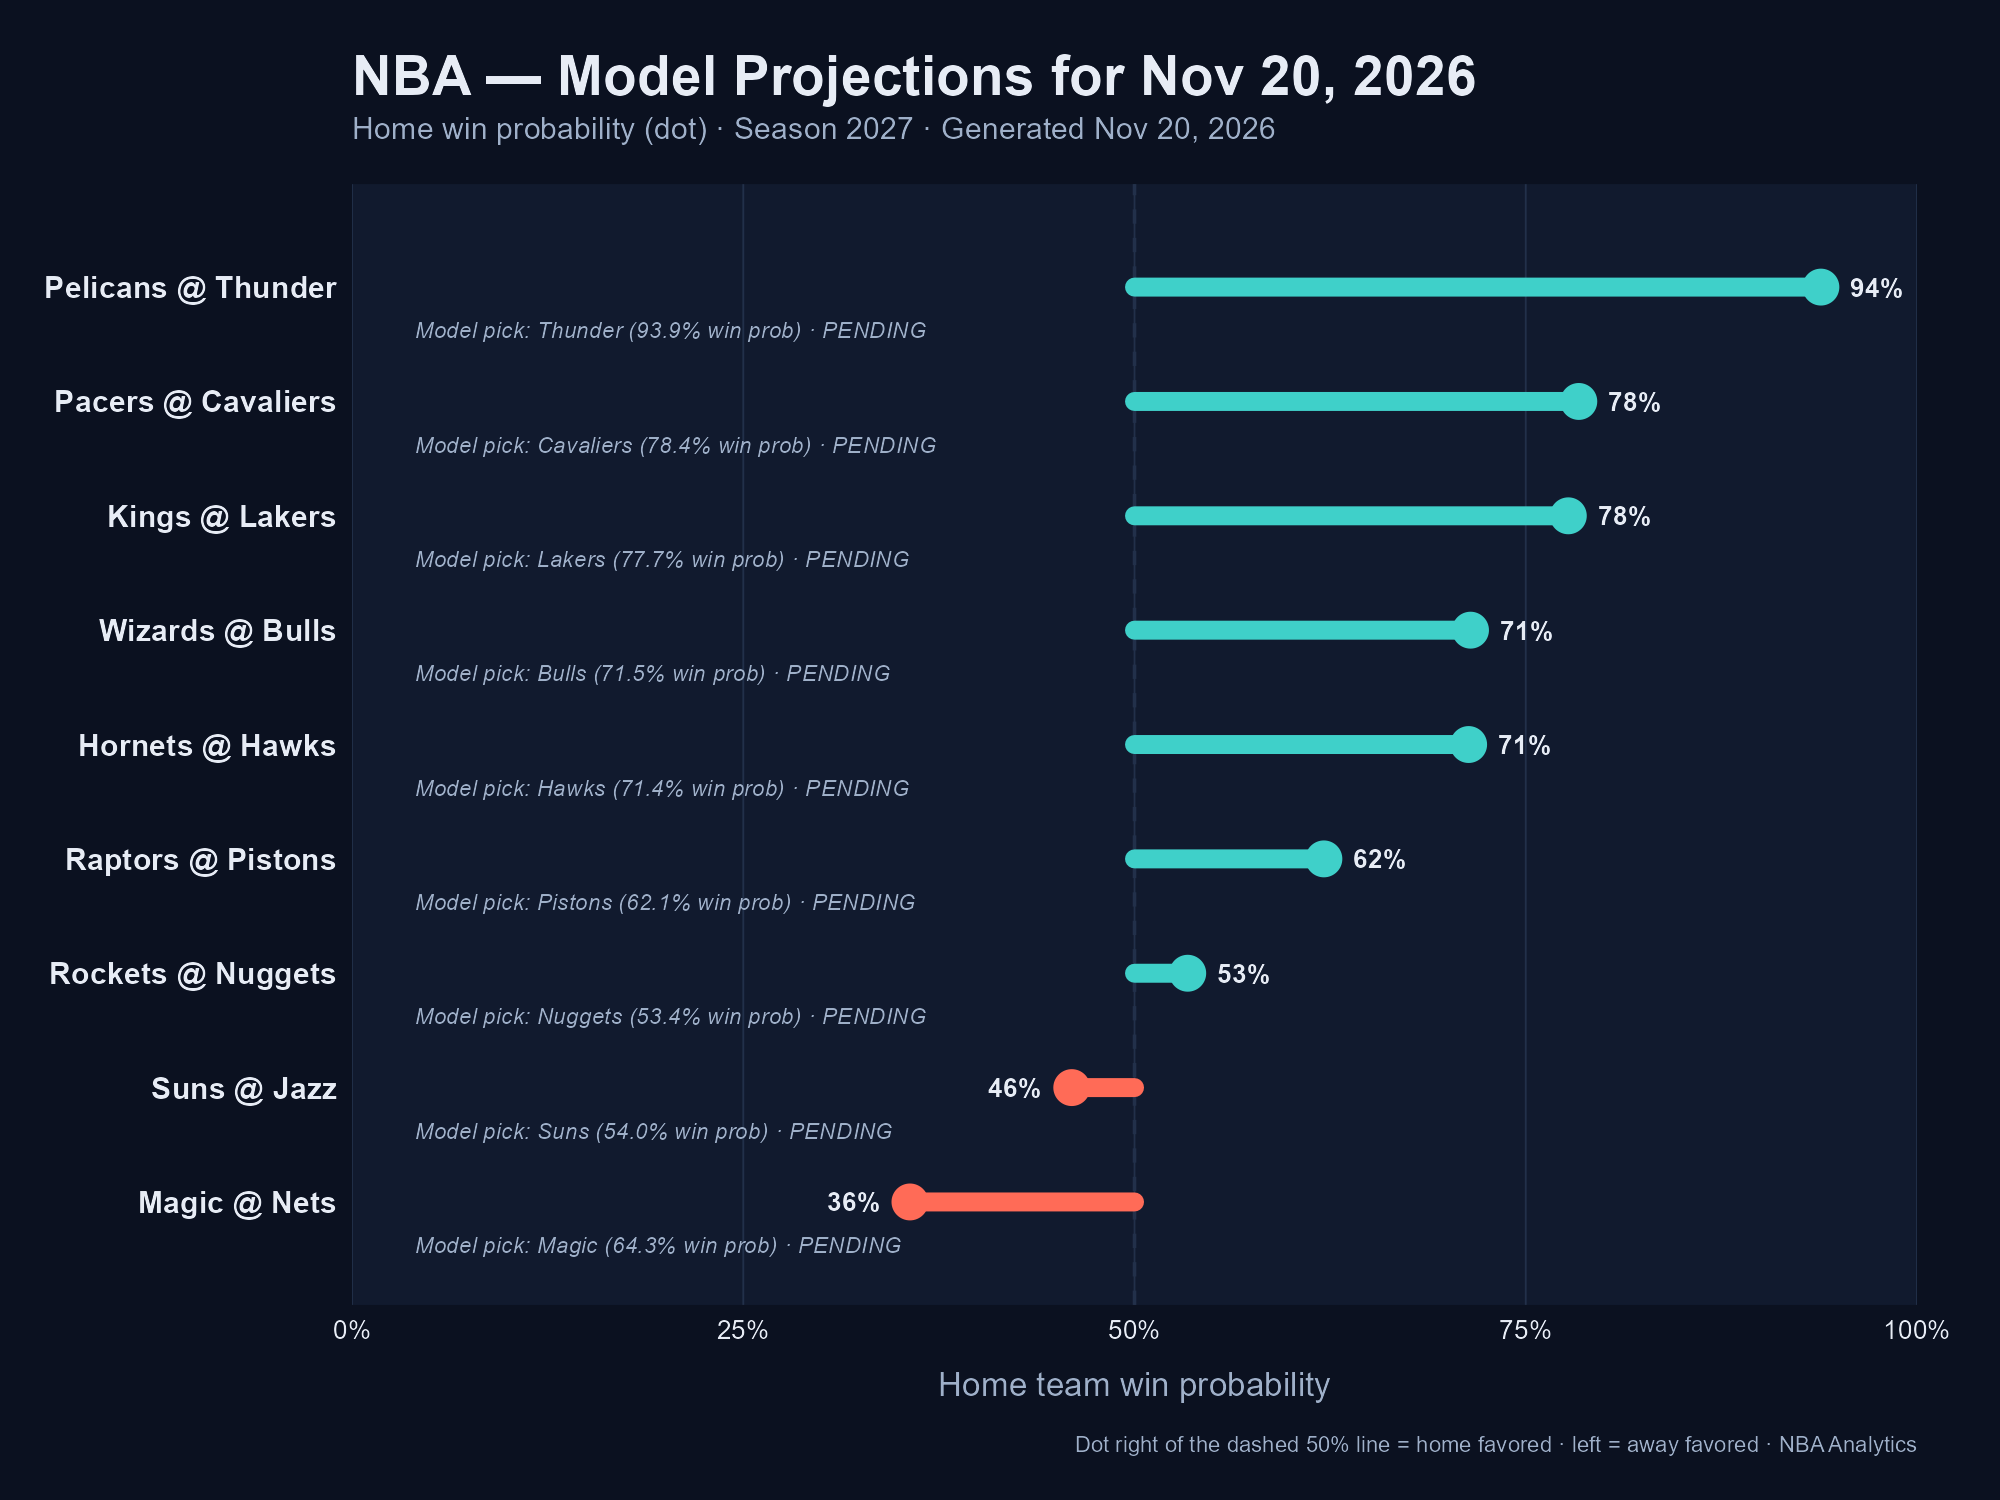 NBA — Model Projections for Nov 20, 2026
Home win probability (dot) · Season 2027 · Generated Nov 20, 2026
Pelicans @ Thunder
94%
Model pick: Thunder (93.9% win prob) · PENDING
Pacers @ Cavaliers
78%
Model pick: Cavaliers (78.4% win prob) · PENDING
Kings @ Lakers
78%
Model pick: Lakers (77.7% win prob) · PENDING
Wizards @ Bulls
71%
Model pick: Bulls (71.5% win prob) · PENDING
Hornets @ Hawks
71%
Model pick: Hawks (71.4% win prob) · PENDING
Raptors @ Pistons
62%
Model pick: Pistons (62.1% win prob) · PENDING
Rockets @ Nuggets
53%
Model pick: Nuggets (53.4% win prob) · PENDING
Suns @ Jazz
46%
Model pick: Suns (54.0% win prob) · PENDING
Magic @ Nets
36%
Model pick: Magic (64.3% win prob) · PENDING
0% 25% 50% 75% 100%
Home team win probability
Dot right of the dashed 50% line = home favored · left = away favored · NBA Analytics